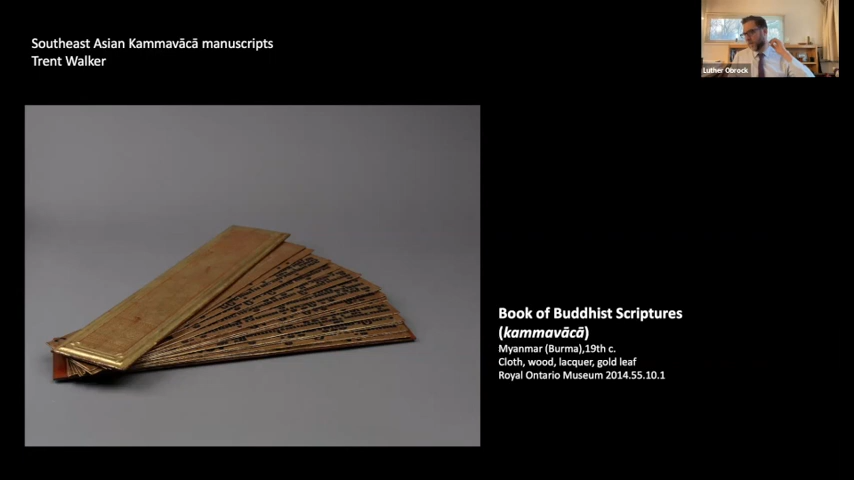 Southeast Asian Kammavācā manuscripts
Trent Walker
Luther Obrock
Book of Buddhist Scriptures
(kammavācā)
Myanmar (Burma),19th c.
Cloth, wood, lacquer, gold leaf
Royal Ontario Museum 2014.55.10.1